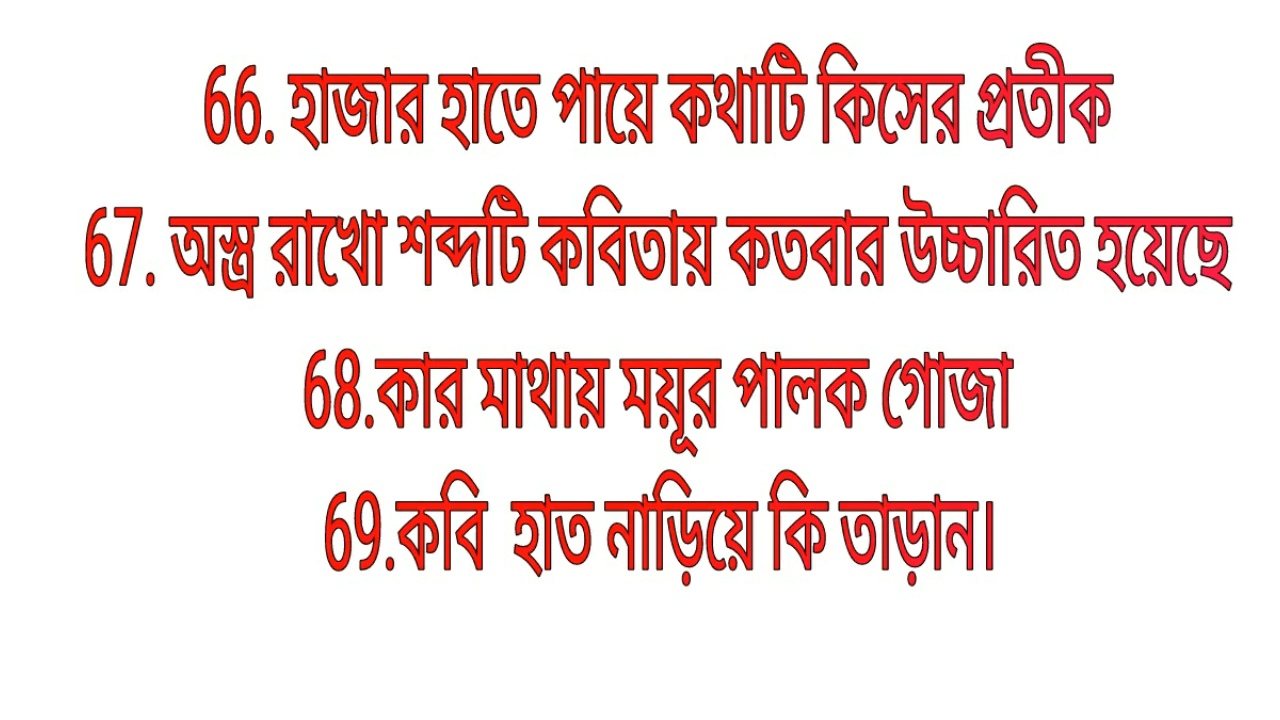 66. হাজার হাতে পায়ে কথাটি কিসের প্রতীক
67. অস্ত্র রাখো শব্দটি কবিতায় কতবার উচ্চারিত হয়েছে
68.কার মাথায় ময়ূর পালক গোজা
69.কবি হাত নাড়িয়ে কি তাড়ান।